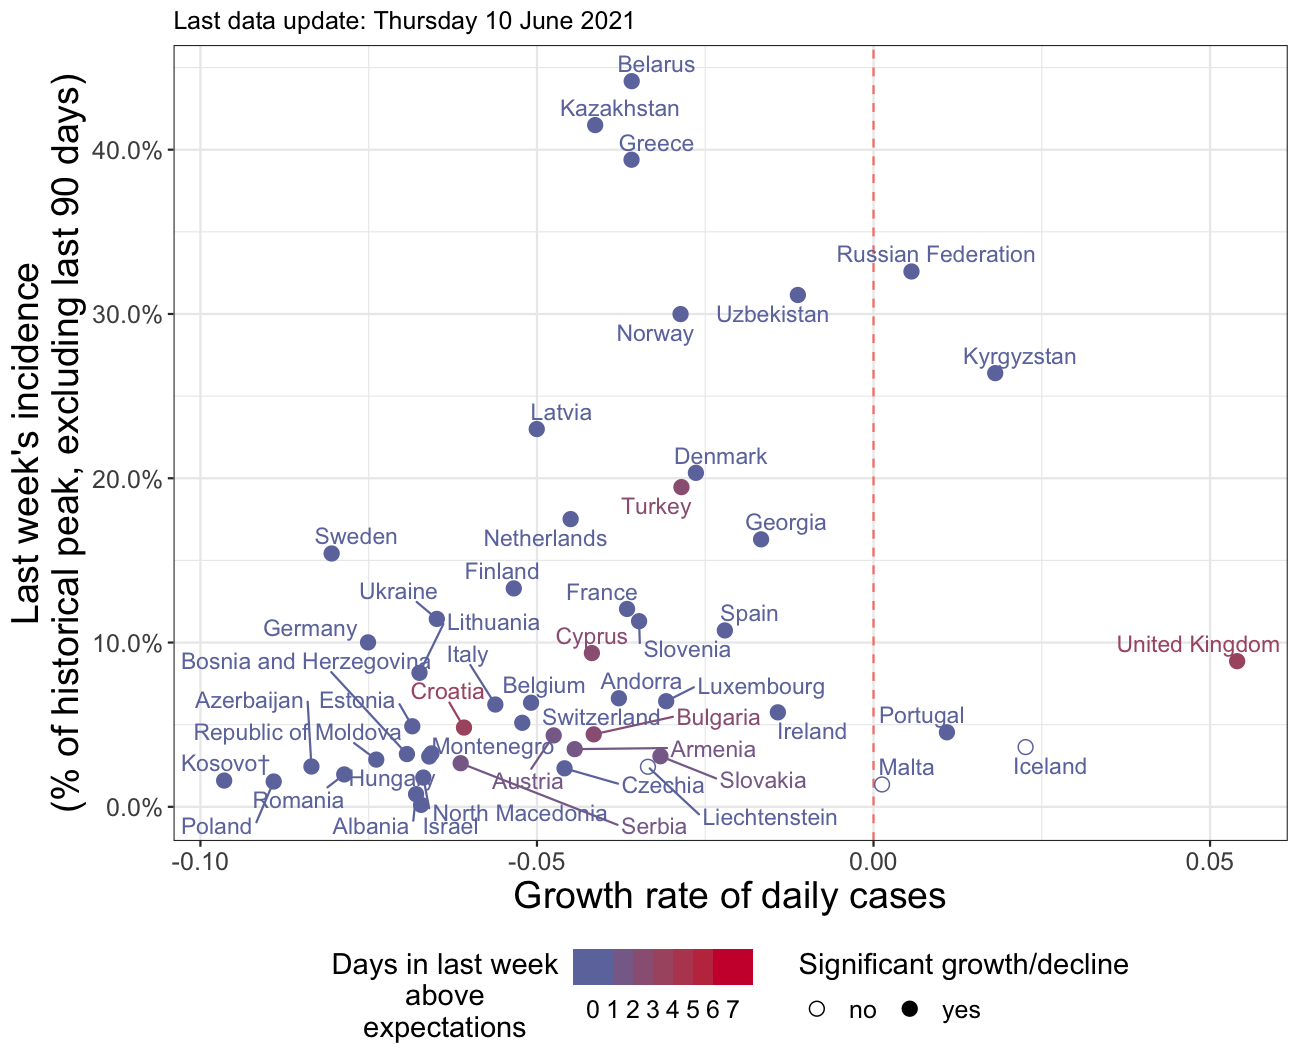 Last data update: Thursday 10 June 2021
Last week's incidence
(% of historical peak, excluding last 90 days)
40.0%
30.0%
20.0%
10.0%
0.0%
Belarus
Kazakhstan
Greece
Russian Federation
Uzbekistan
Norway
Kyrgyzstan
Latvia
Denmark
Turkey
Georgia
Sweden
Netherlands
Finland
Ukraine
France
Lithuania
Spain
Germany
Cyprus
Slovenia
United Kingdom
Bosnia and Herzegovina
Italy
Croatia
Belgium
Andorra
Luxembourg
Azerbaijan
Estonia
Switzerland
Bulgaria
Portugal
Republic of Moldova
Ireland
Montenegro
Armenia
Kosovo†
Hungary
Austria
Czechia
Slovakia
Malta
Iceland
Romania
North Macedonia
Liechtenstein
Poland
Albania
Israel
Serbia
-0.10
-0.05
0.00
0.05
Growth rate of daily cases
Days in last week
above
expectations
0 1 2 3 4 5 6 7
Significant growth/decline
no
yes